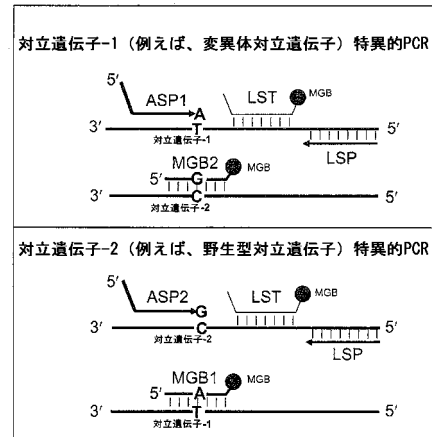 対立遺伝子-1 (例えば、変異体対立遺伝子) 特異的PCR
5′ ASP1 A LST MGB
3′ T 5′
対立遺伝子-1 LSP
MGB2 G MGB
5′
3′ C 5′
対立遺伝子-2
対立遺伝子-2 (例えば、野生型対立遺伝子) 特異的PCR
5′ ASP2 G LST MGB
3′ C 5′
対立遺伝子-2 LSP
MGB1 A MGB
5′
3′ T 5′
対立遺伝子-1